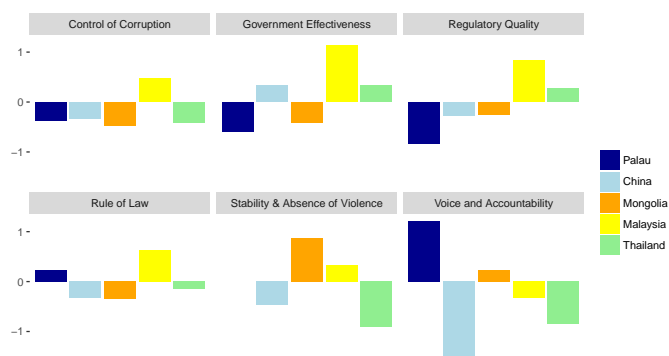 Control of Corruption
Government Effectiveness
Regulatory Quality
1
0
−1
Rule of Law
Stability & Absence of Violence
Voice and Accountability
1
0
−1
Palau
China
Mongolia
Malaysia
Thailand